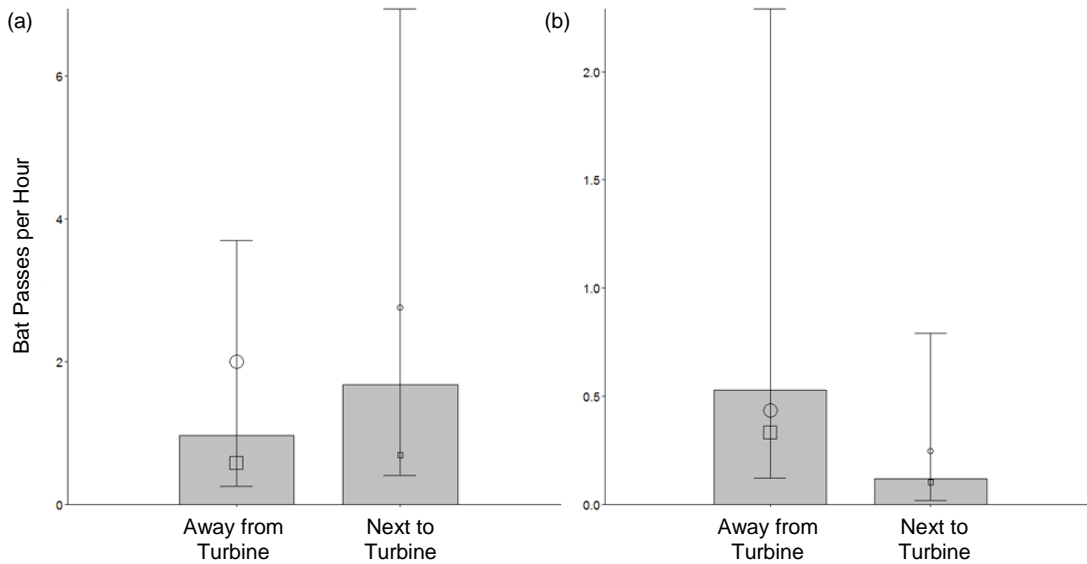 (a)
(b)
Bat Passes per Hour
6
4
2
0
2.0
1.5
1.0
0.5
0.0
Away from
Turbine
Next to
Turbine
Away from
Turbine
Next to
Turbine